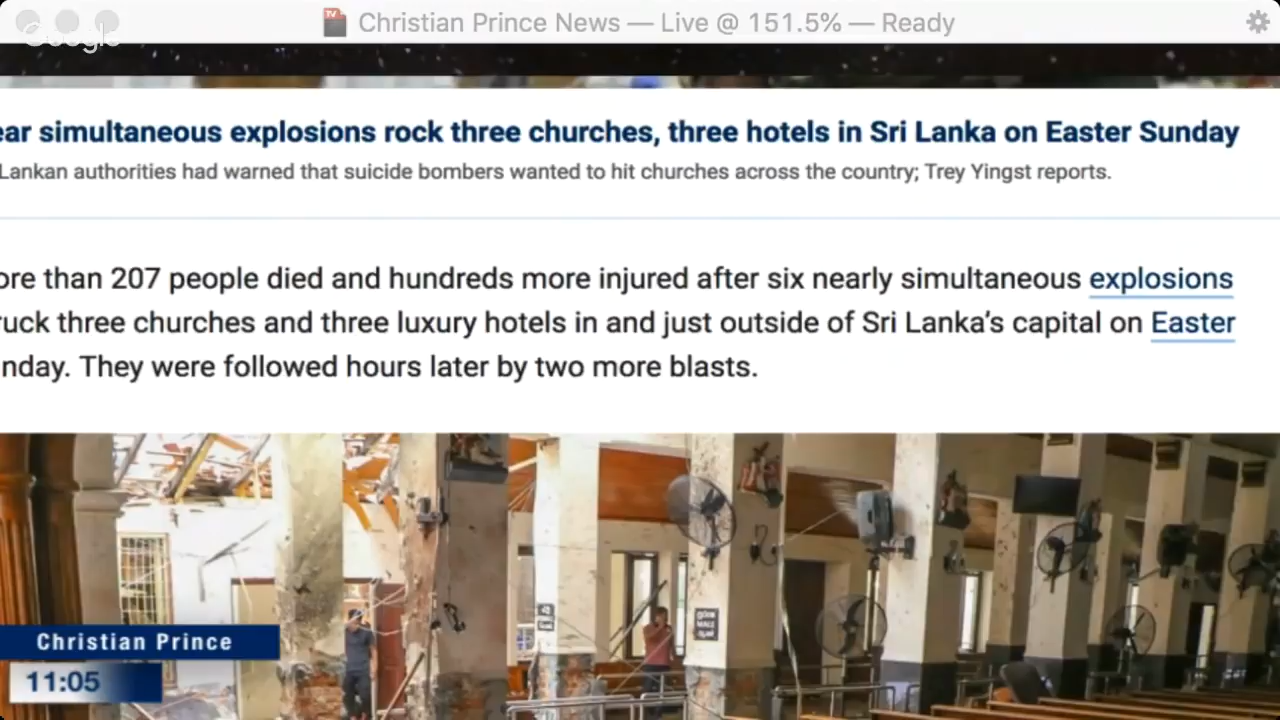 Christian Prince News — Live @ 151.5% — Ready
Google
ear simultaneous explosions rock three churches, three hotels in Sri Lanka on Easter Sunday
Lankan authorities had warned that suicide bombers wanted to hit churches across the country; Trey Yingst reports.
ore than 207 people died and hundreds more injured after six nearly simultaneous explosions
ruck three churches and three luxury hotels in and just outside of Sri Lanka's capital on Easter
nday. They were followed hours later by two more blasts.
MALE
Christian Prince
11:05